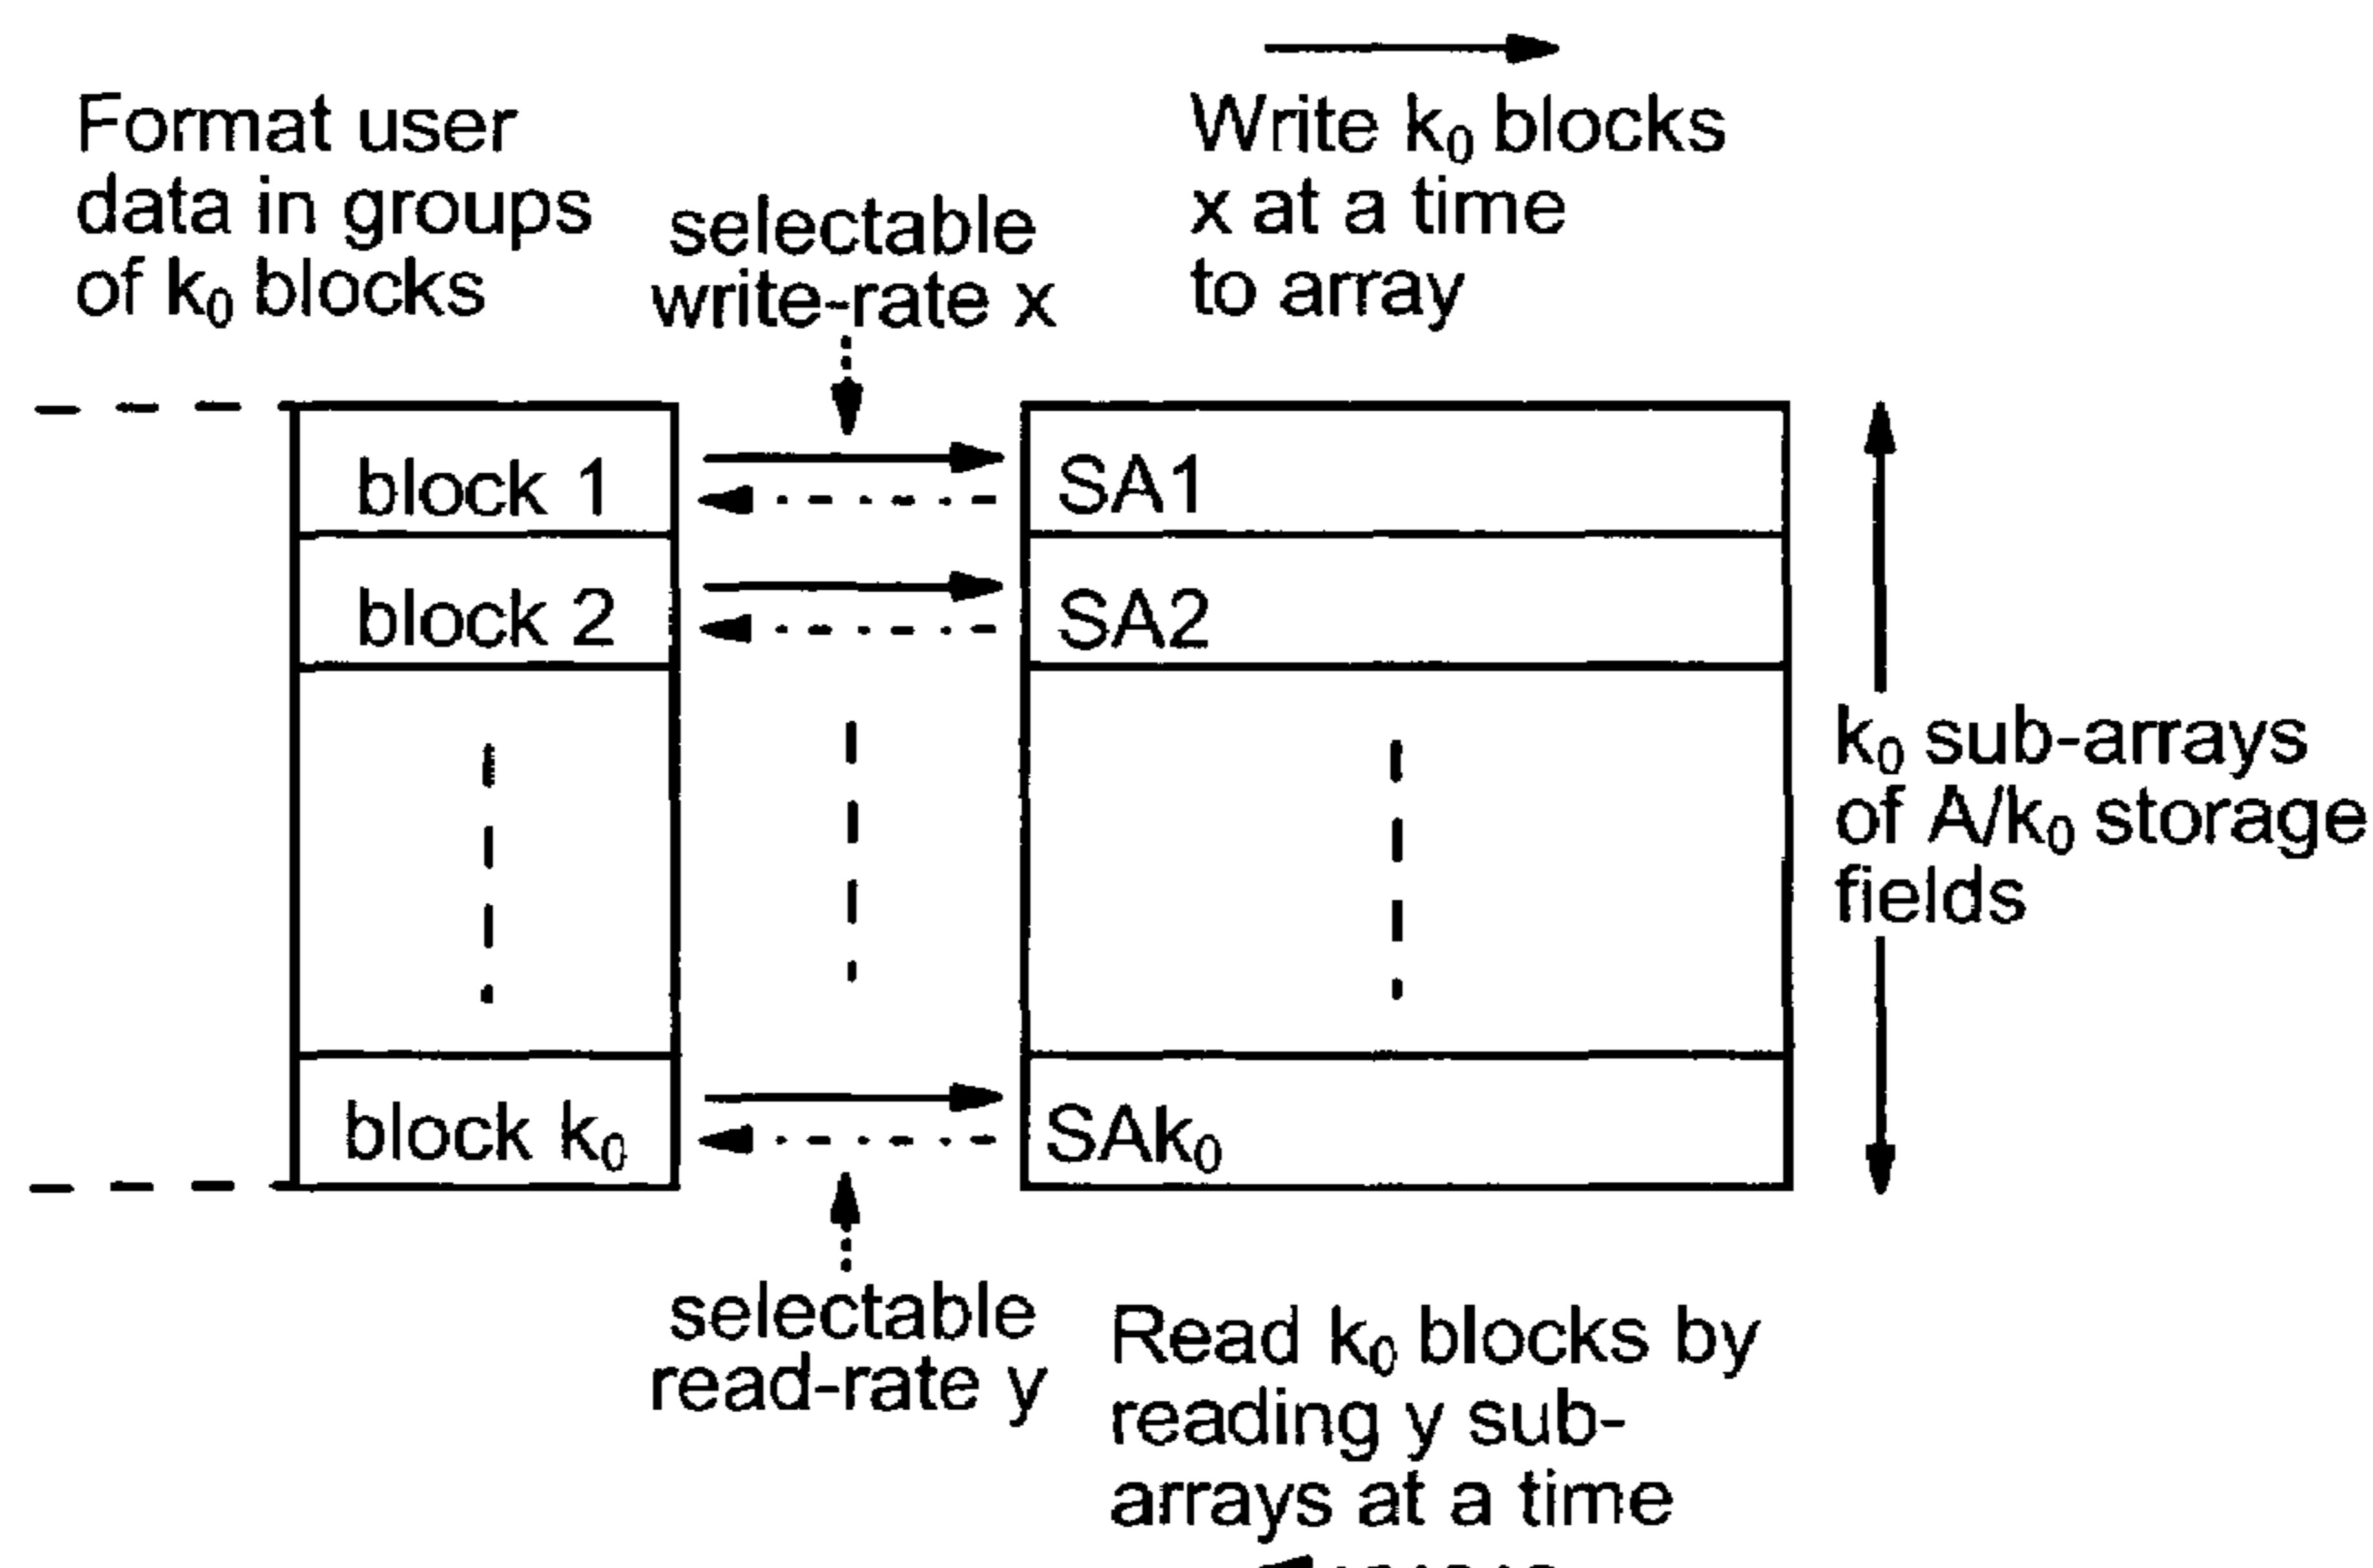 Format user
data in groups
of k₀ blocks
selectable
write-rate x
Write k₀ blocks
x at a time
to array
block 1
SA1
block 2
SA2
block k₀
SAk₀
k₀ sub-arrays
of A/k₀ storage
fields
selectable
read-rate y
Read k₀ blocks by
reading y sub-
arrays at a time